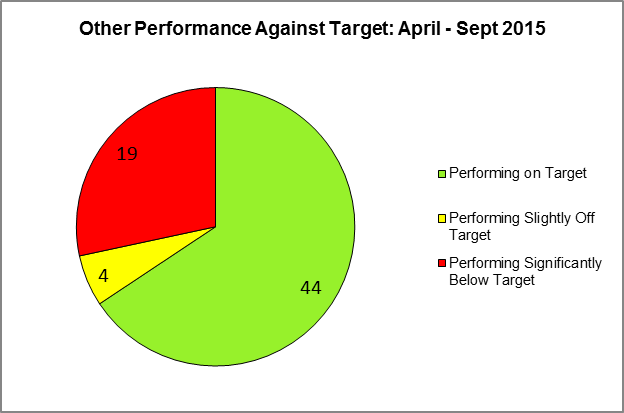 Other Performance Against Target: April - Sept 2015
19
4
44
Performing on Target
Performing Slightly Off
Target
Performing Significantly
Below Target